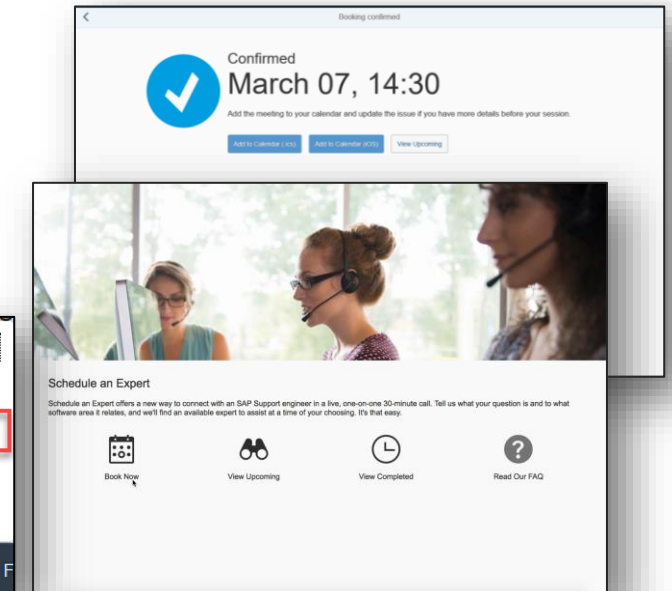 Booking confirmed
Confirmed
March 07, 14:30
Add the meeting to your calendar and update the issue if you have more details before your session.
Add to Calendar (.ics)
Add to Calendar (iOS)
View Upcoming
Schedule an Expert
Schedule an Expert offers a new way to connect with an SAP Support engineer in a live, one-on-one 30-minute call. Tell us what your question is and to what
software area it relates, and we'll find an available expert to assist at a time of your choosing. It's that easy.
Book Now
View Upcoming
View Completed
Read Our FAQ
F